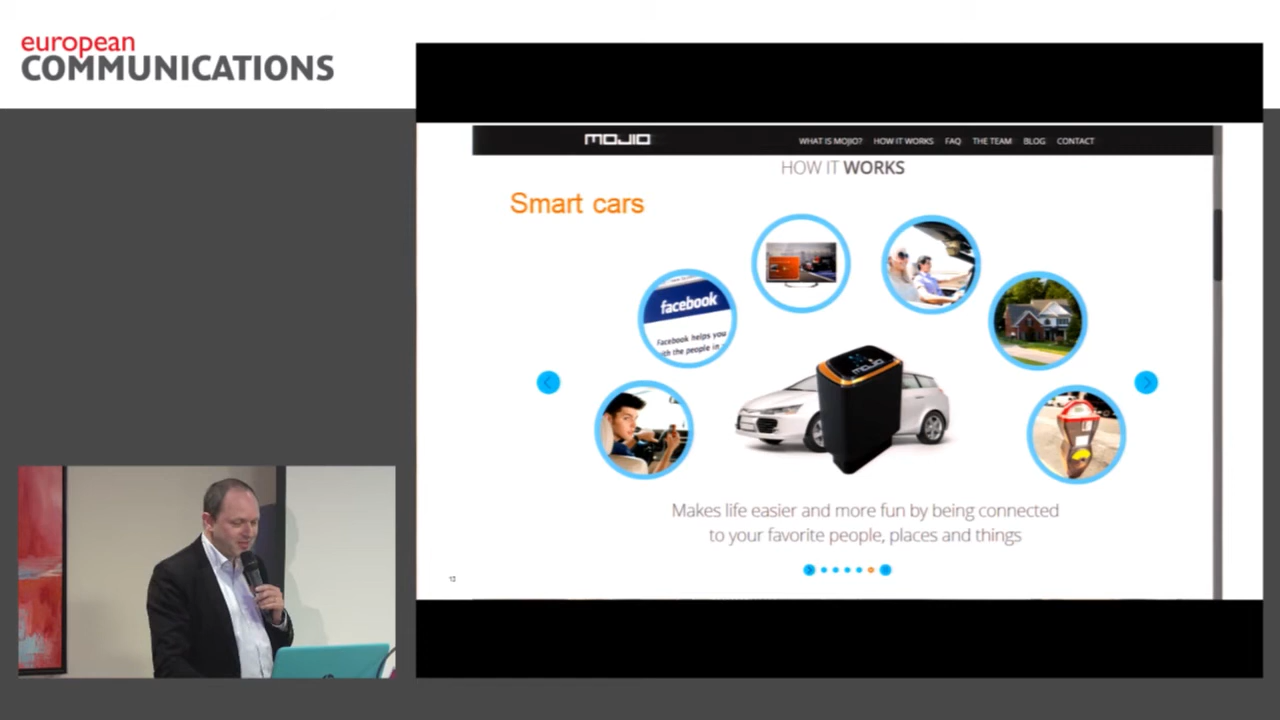 european
COMMUNICATIONS
MOJIO
WHAT IS MOJIO? HOW IT WORKS FAQ THE TEAM BLOG CONTACT
HOW IT WORKS
Smart cars
facebook
Facebook helps you
with the people in
MOJIO
Makes life easier and more fun by being connected
to your favorite people, places and things